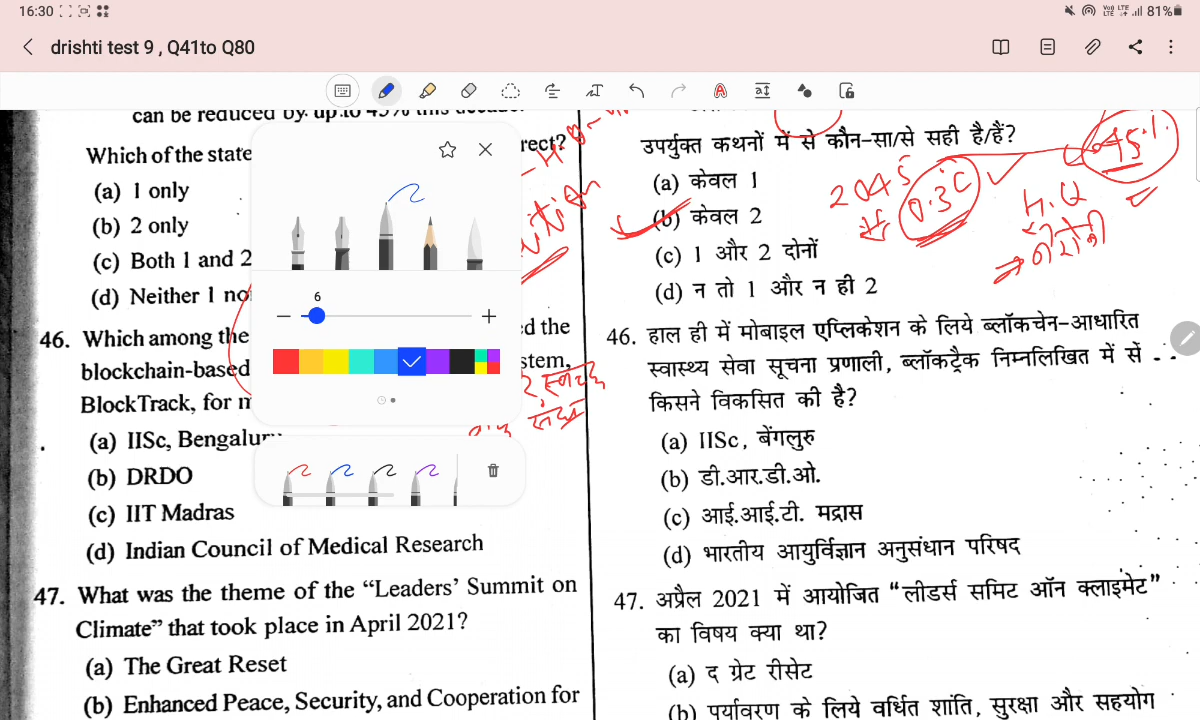 16:30
81%
drishti test 9 , Q41to Q80
can be reduced by up to 45% this decade.
Which of the state
rect?
(a) 1 only
(b) 2 only
(c) Both 1 and 2
(d) Neither 1 no
6
46. Which among the
ed the
blockchain-based
stem,
BlockTrack, for m
(a) IISc, Bengaluru
(b) DRDO
(c) IIT Madras
(d) Indian Council of Medical Research
47. What was the theme of the “Leaders’ Summit on
Climate” that took place in April 2021?
(a) The Great Reset
(b) Enhanced Peace, Security, and Cooperation for
उपर्युक्त कथनों में से कौन-सा/से सही है/हैं?
(a) केवल 1
(b) केवल 2
(c) 1 और 2 दोनों
(d) न तो 1 और न ही 2
2045
0.3°C
45%
46. हाल ही में मोबाइल एप्लिकेशन के लिये ब्लॉकचेन-आधारित
स्वास्थ्य सेवा सूचना प्रणाली, ब्लॉकट्रैक निम्नलिखित में सें
किसने विकसित की है?
(a) IISc, बेंगलुरु
(b) डी.आर.डी.ओ.
(c) आई.आई.टी. मद्रास
(d) भारतीय आयुर्विज्ञान अनुसंधान परिषद
47. अप्रैल 2021 में आयोजित “लीडर्स समिट ऑन क्लाइमेट”
का विषय क्या था?
(a) द ग्रेट रीसेट
(b) पर्यावरण के लिये वर्धित शांति, सुरक्षा और सहयोग